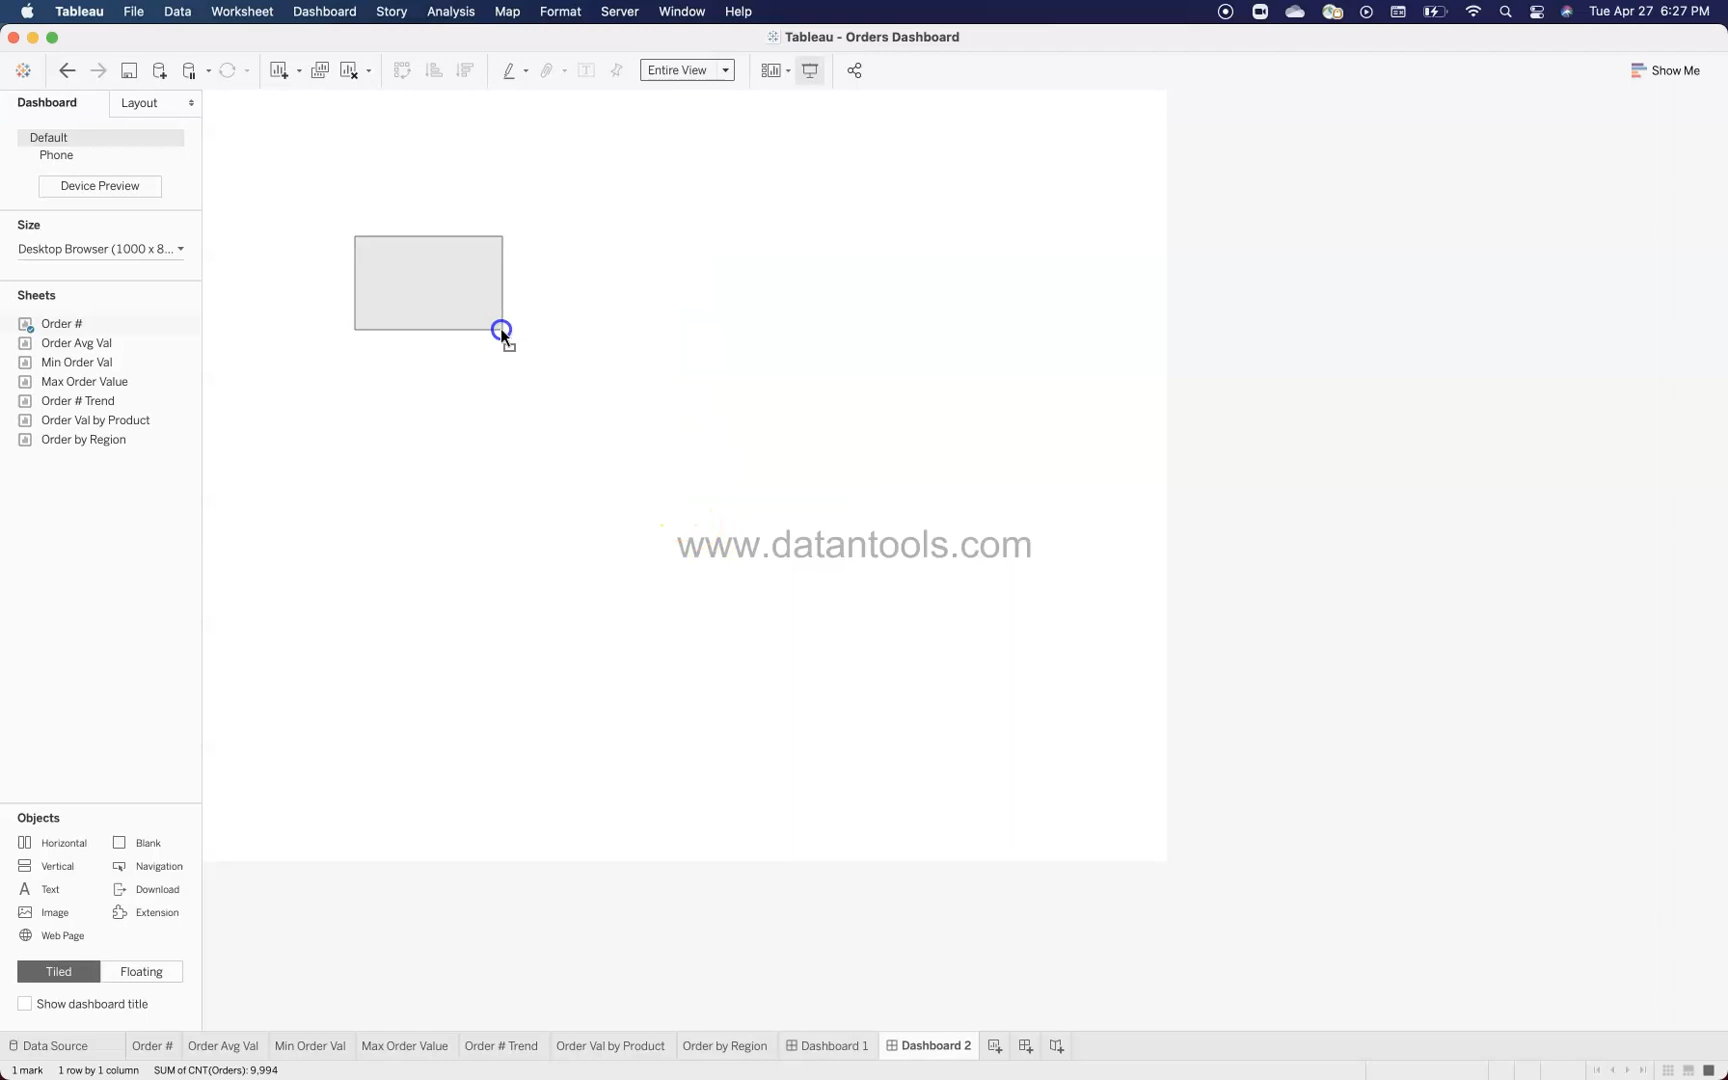 Tableau File Data Worksheet Dashboard Story Analysis Map Format Server Window Help Tue Apr 27 6:27 PM
Tableau - Orders Dashboard
Entire View Show Me
Dashboard Layout
Default
Phone
Device Preview
Size
Desktop Browser (1000 x 8...
Sheets
Order #
Order Avg Val
Min Order Val
Max Order Value
Order # Trend
Order Val by Product
Order by Region
www.datantools.com
Objects
Horizontal Blank
Vertical Navigation
Text Download
Image Extension
Web Page
Tiled Floating
Show dashboard title
Data Source Order # Order Avg Val Min Order Val Max Order Value Order # Trend Order Val by Product Order by Region Dashboard 1 Dashboard 2
1 mark 1 row by 1 column SUM of CNT(Orders): 9,994